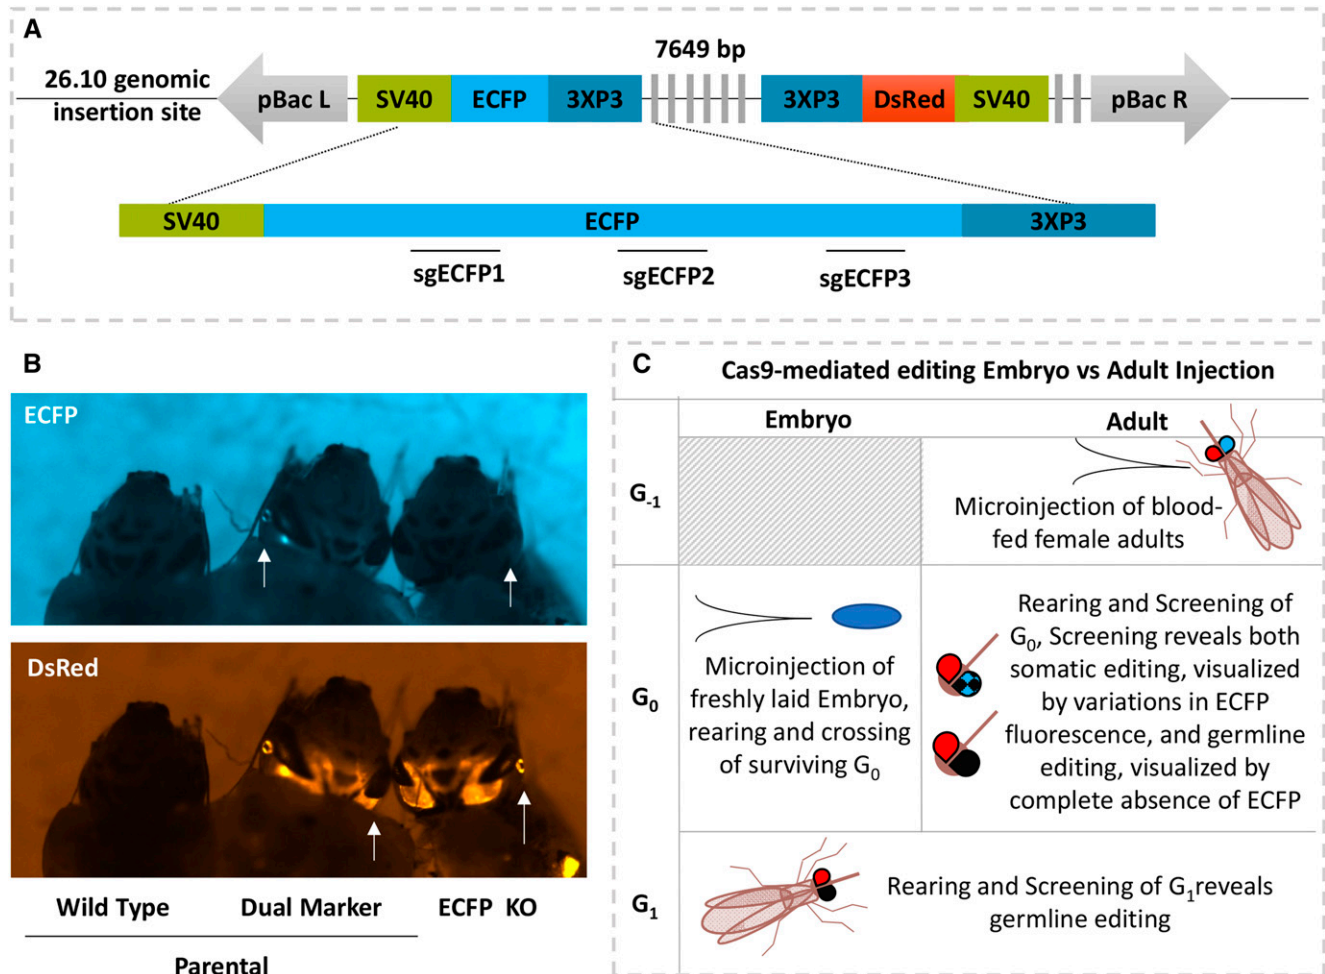 A
7649 bp
26.10 genomic
insertion site
pBac L
SV40
ECFP
3XP3
3XP3
DsRed
SV40
pBac R
SV40
ECFP
3XP3
sgECFP1
sgECFP2
sgECFP3
B
ECFP
DsRed
Wild Type
Dual Marker
ECFP KO
Parental
C
Cas9-mediated editing Embryo vs Adult Injection
Embryo
Adult
G-1
Microinjection of blood-
fed female adults
G0
Microinjection of
freshly laid Embryo,
rearing and crossing
of surviving G0
Rearing and Screening of
G0, Screening reveals both
somatic editing, visualized
by variations in ECFP
fluorescence, and germline
editing, visualized by
complete absence of ECFP
G1
Rearing and Screening of G1reveals
germline editing